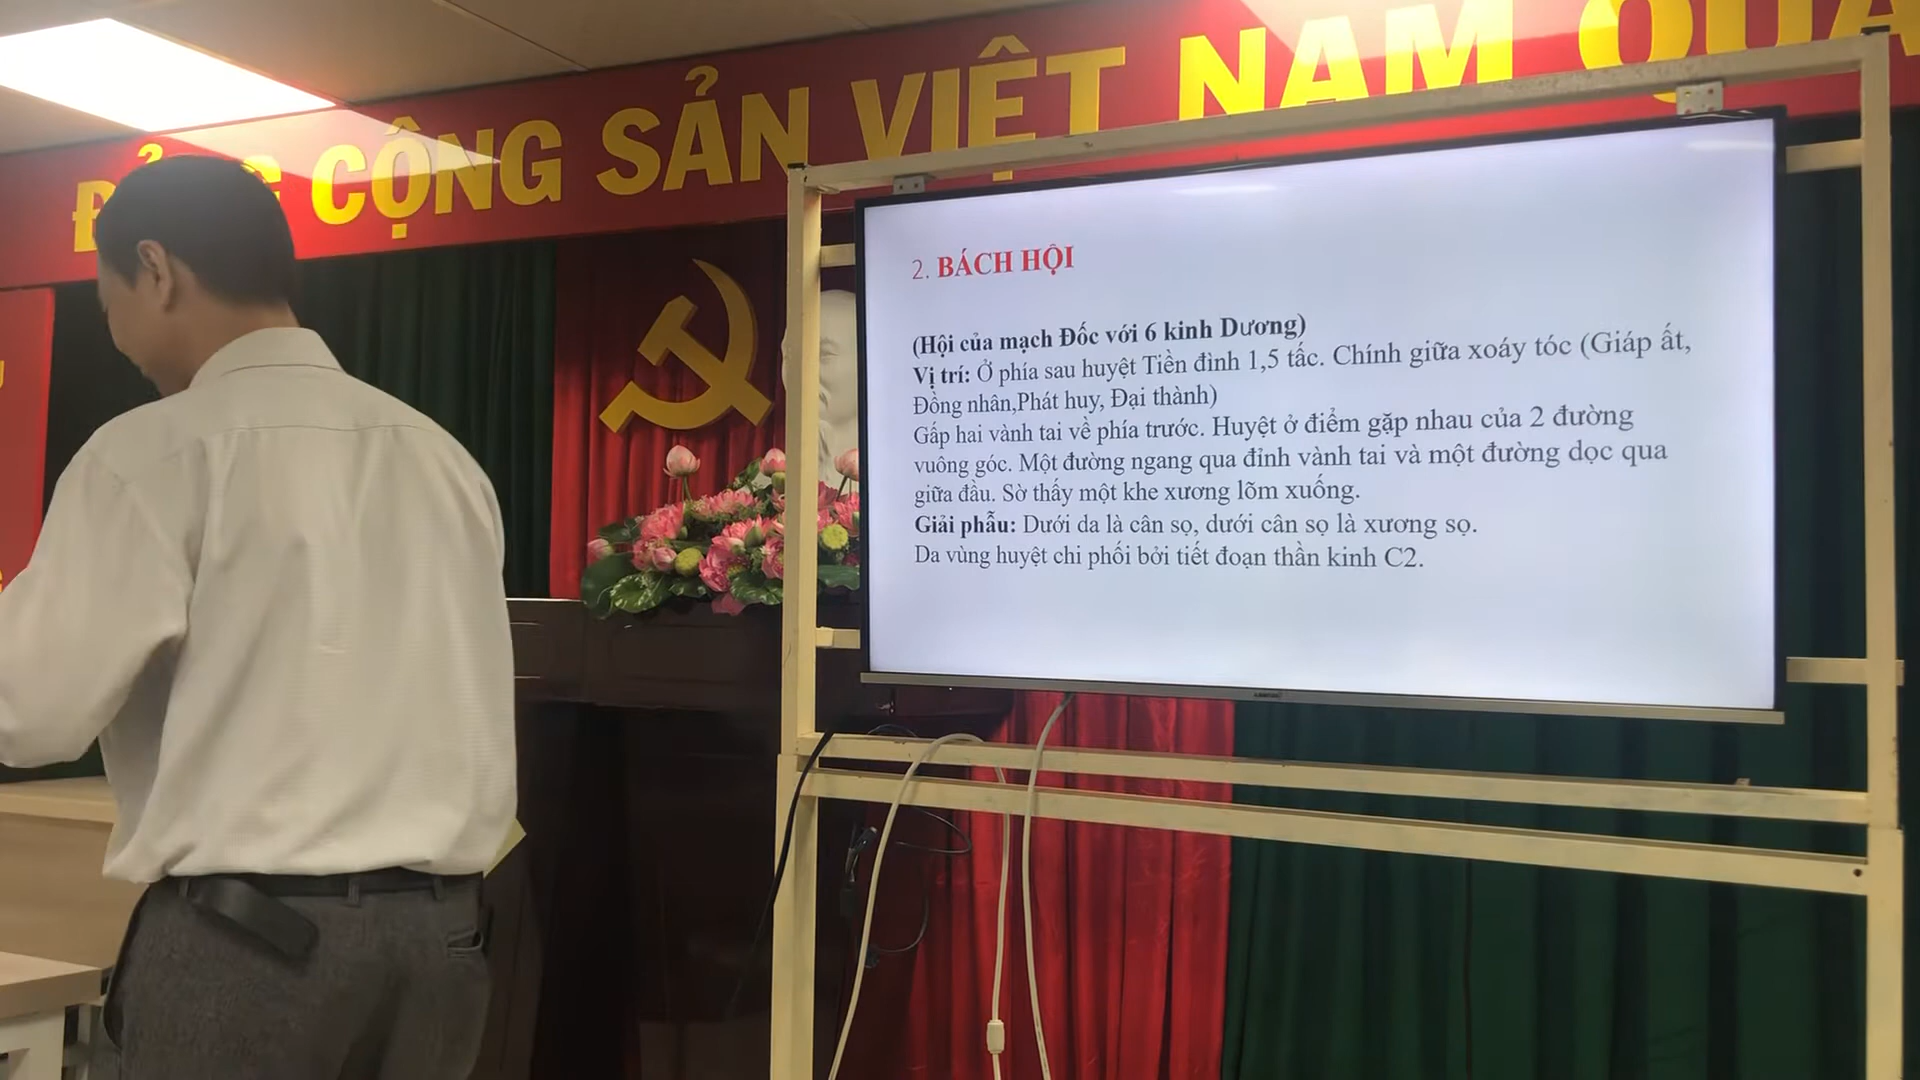 CỘNG SẢN VIỆT NAM
2. BÁCH HỘI
(Hội của mạch Đốc với 6 kinh Dương)
Vị trí: Ở phía sau huyệt Tiền đình 1,5 tấc. Chính giữa xoáy tóc (Giáp ất,
Đồng nhân,Phát huy, Đại thành)
Gấp hai vành tai về phía trước. Huyệt ở điểm gặp nhau của 2 đường
vuông góc. Một đường ngang qua đỉnh vành tai và một đường dọc qua
giữa đầu. Sờ thấy một khe xương lõm xuống.
Giải phẫu: Dưới da là cân sọ, dưới cân sọ là xương sọ.
Da vùng huyệt chi phối bởi tiết đoạn thần kinh C2.